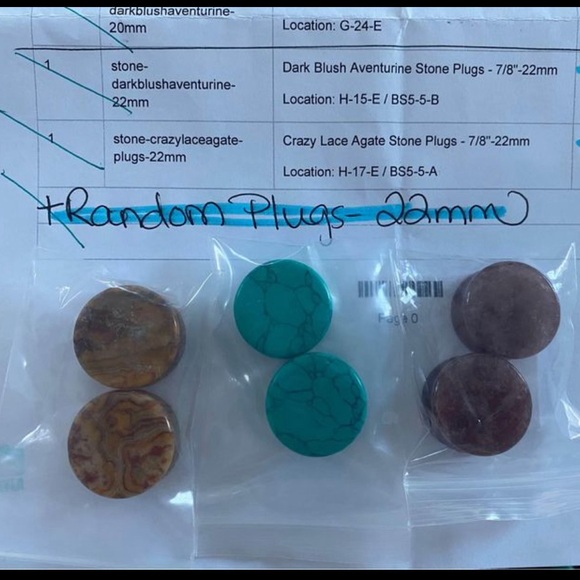 darkblushaventurine-
20mm
Location: G-24-E
1
stone-
darkblushaventurine-
22mm
Dark Blush Aventurine Stone Plugs - 7/8"-22mm
Location: H-15-E / BS5-5-B
1
stone-crazylaceagate-
plugs-22mm
Crazy Lace Agate Stone Plugs - 7/8"-22mm
Location: H-17-E / BS5-5-A
+Random Plugs- 22mm
Page 0